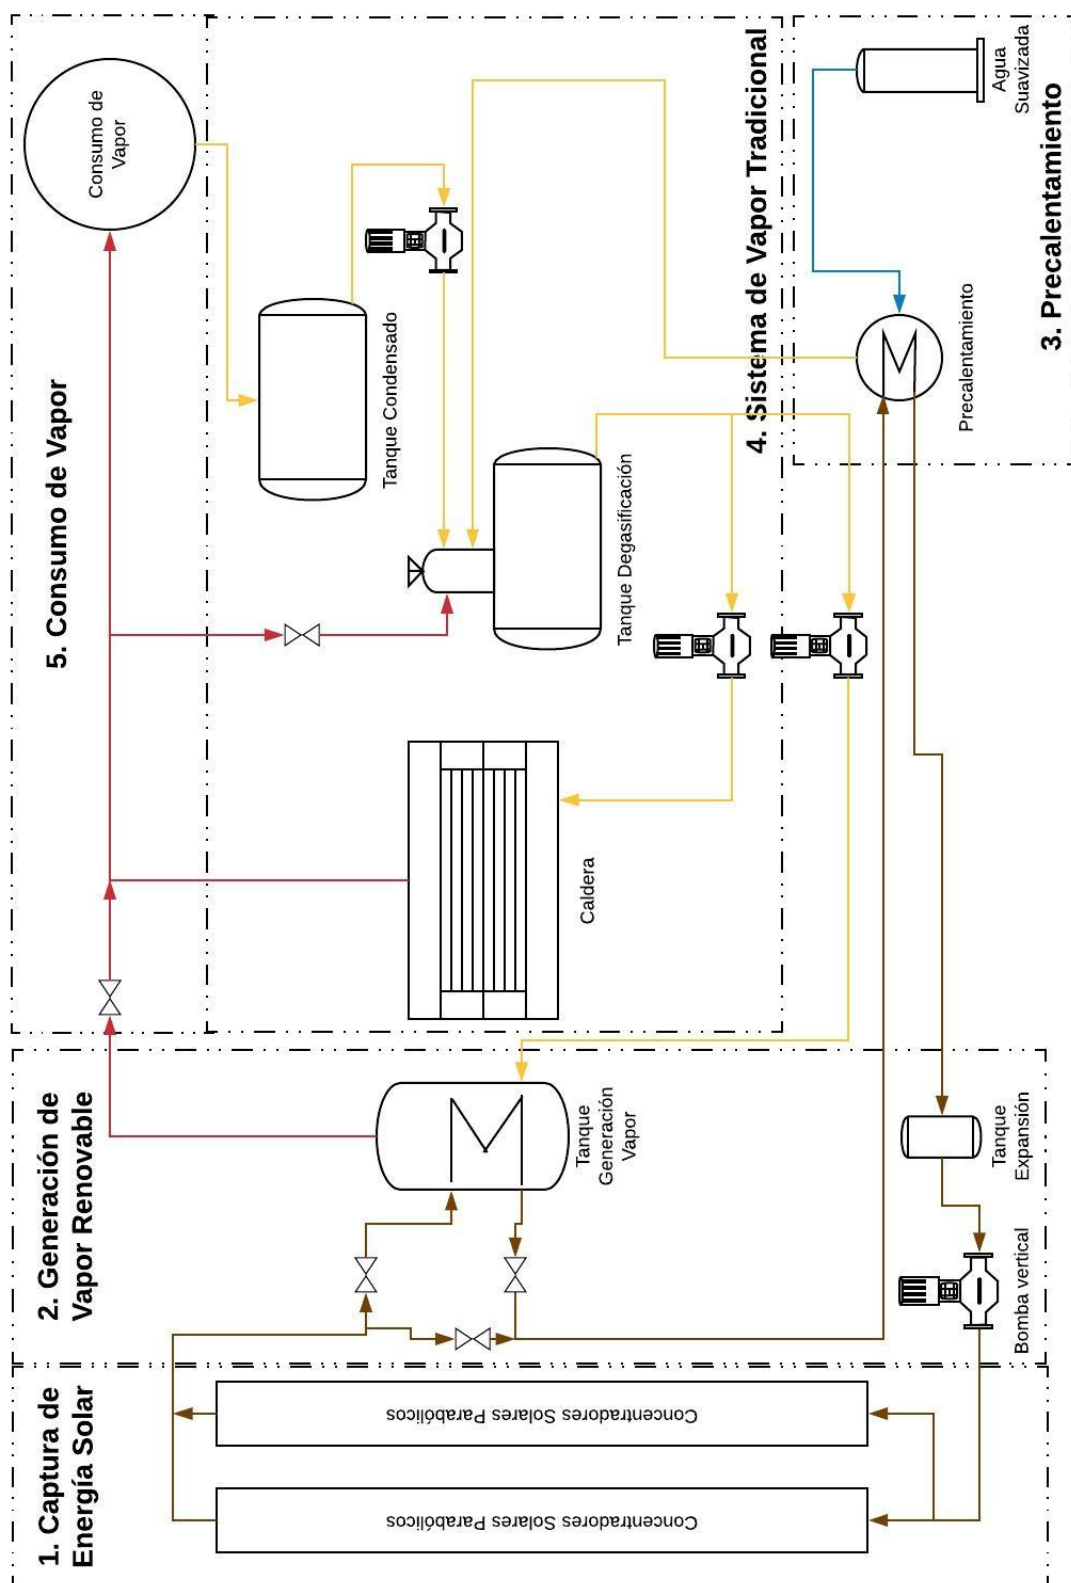 1. Captura de
Energía Solar
Concentradores Solares Parabólicos
Concentradores Solares Parabólicos
2. Generación de
Vapor Renovable
Tanque
Generación
Vapor
Tanque
Expansión
Bomba vertical
5. Consumo de Vapor
Consumo de
Vapor
4. Sistema de Vapor Tradicional
Tanque Condensado
Tanque Degasificación
Caldera
3. Precalentamiento
Agua
Suavizada
Precalentamiento